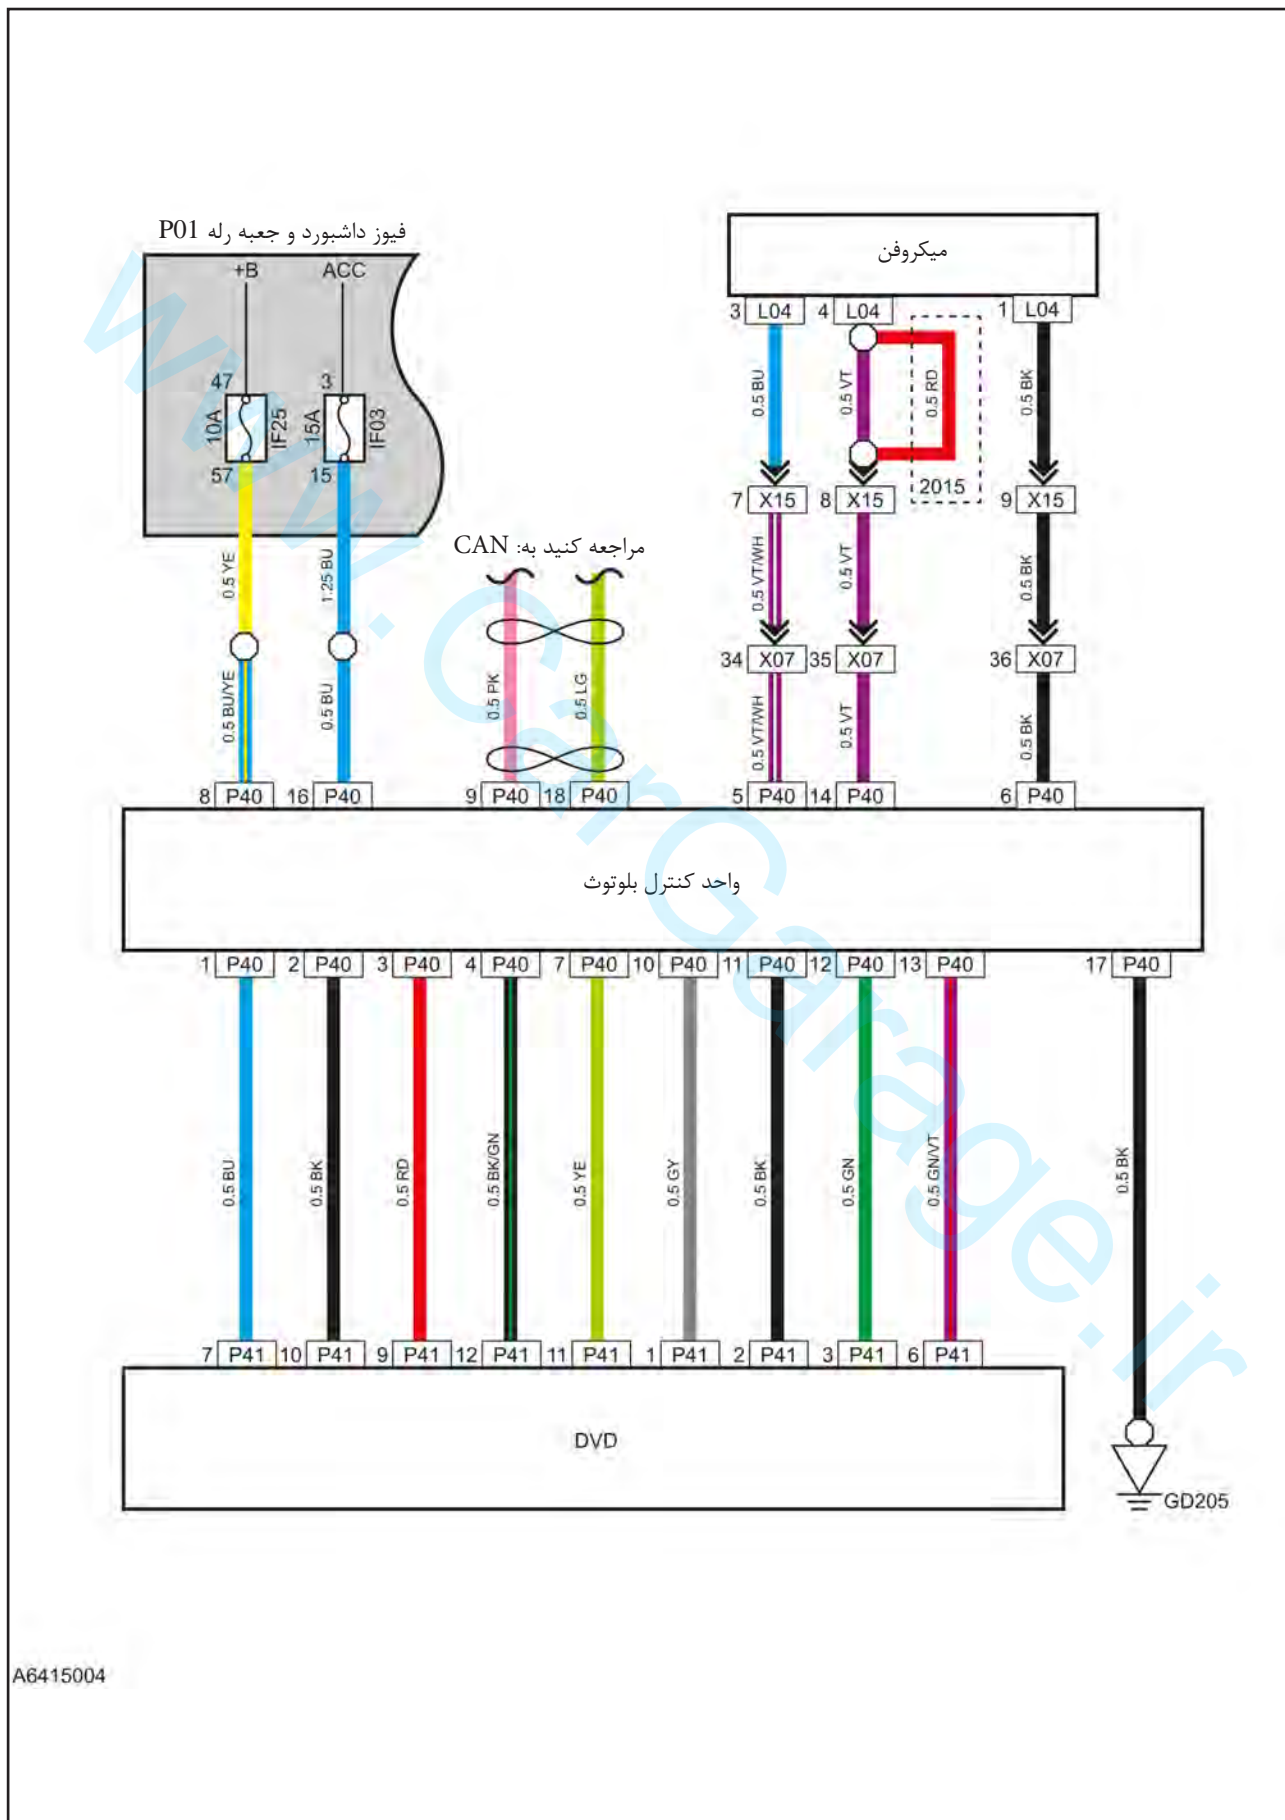 فیوز داشبورد و جعبه رله P01
+B ACC
47 3
10A IF25 15A IF03
57 15
0.5 YE 1.25 BU
0.5 BU/YE 0.5 BU
مراجعه کنید به: CAN
0.5 PK 0.5 LG
میکروفن
3 L04 4 L04 1 L04
0.5 BU 0.5 VT 0.5 RD 0.5 BK
2015
7 X15 8 X15 9 X15
0.5 VT/WH 0.5 VT 0.5 BK
34 X07 35 X07 36 X07
0.5 VT/WH 0.5 VT 0.5 BK
8 P40 16 P40 9 P40 18 P40 5 P40 14 P40 6 P40
واحد کنترل بلوتوث
1 P40 2 P40 3 P40 4 P40 7 P40 10 P40 11 P40 12 P40 13 P40 17 P40
0.5 BU 0.5 BK 0.5 RD 0.5 BK/GN 0.5 YE 0.5 GY 0.5 BK 0.5 GN 0.5 GN/VT 0.5 BK
7 P41 10 P41 9 P41 12 P41 11 P41 1 P41 2 P41 3 P41 6 P41
DVD
GD205
A6415004
www.CarGarage.ir